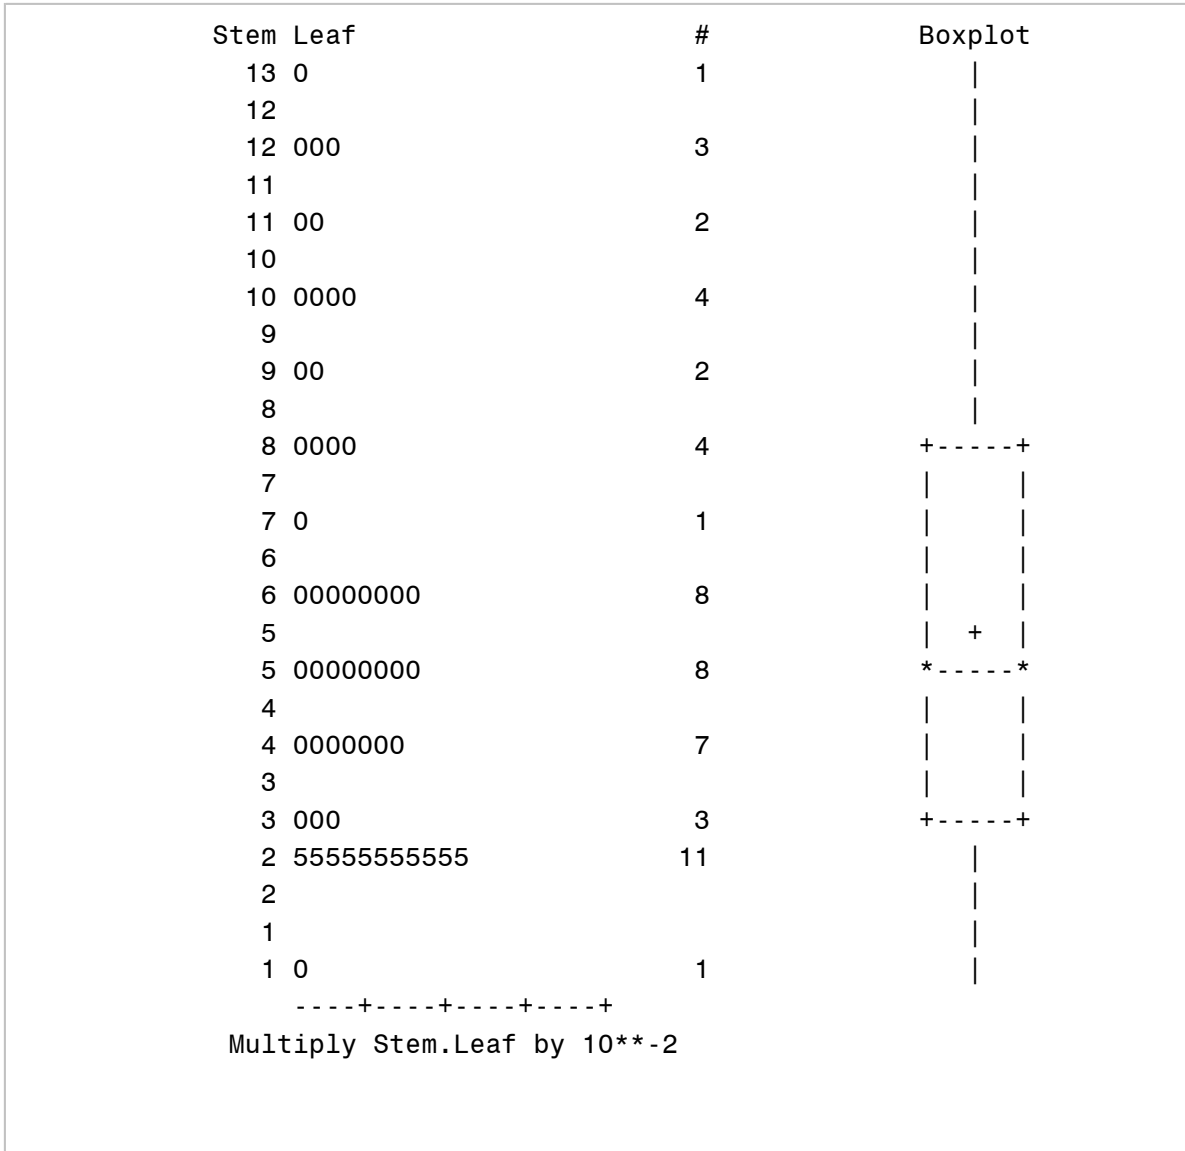 Stem Leaf                     #             Boxplot
  13 0                        1                |
  12                                           |
  12 000                      3                |
  11                                           |
  11 00                       2                |
  10                                           |
  10 0000                     4                |
   9                                           |
   9 00                       2                |
   8                                           |
   8 0000                     4             +-----+
   7                                        |     |
   7 0                        1             |     |
   6                                        |     |
   6 00000000                 8             |     |
   5                                        |  +  |
   5 00000000                 8             *-----*
   4                                        |     |
   4 0000000                  7             |     |
   3                                        |     |
   3 000                      3             +-----+
   2 55555555555             11                |
   2                                           |
   1                                           |
   1 0                        1                |
     ----+----+----+----+
 Multiply Stem.Leaf by 10**-2